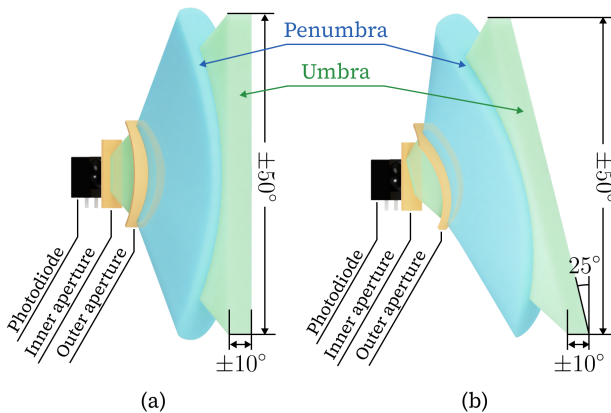 Penumbra
Umbra
±50°
±10°
Photodiode
Inner aperture
Outer aperture
(a)
±50°
25°
±10°
Photodiode
Inner aperture
Outer aperture
(b)